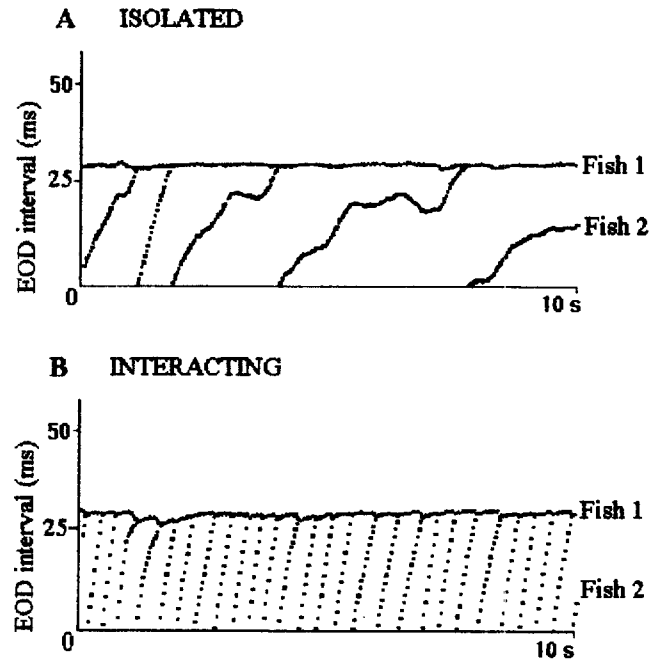 A ISOLATED
EOD interval (ms)
50
25
0
Fish 1
Fish 2
10 s
B INTERACTING
EOD interval (ms)
50
25
0
Fish 1
Fish 2
10 s